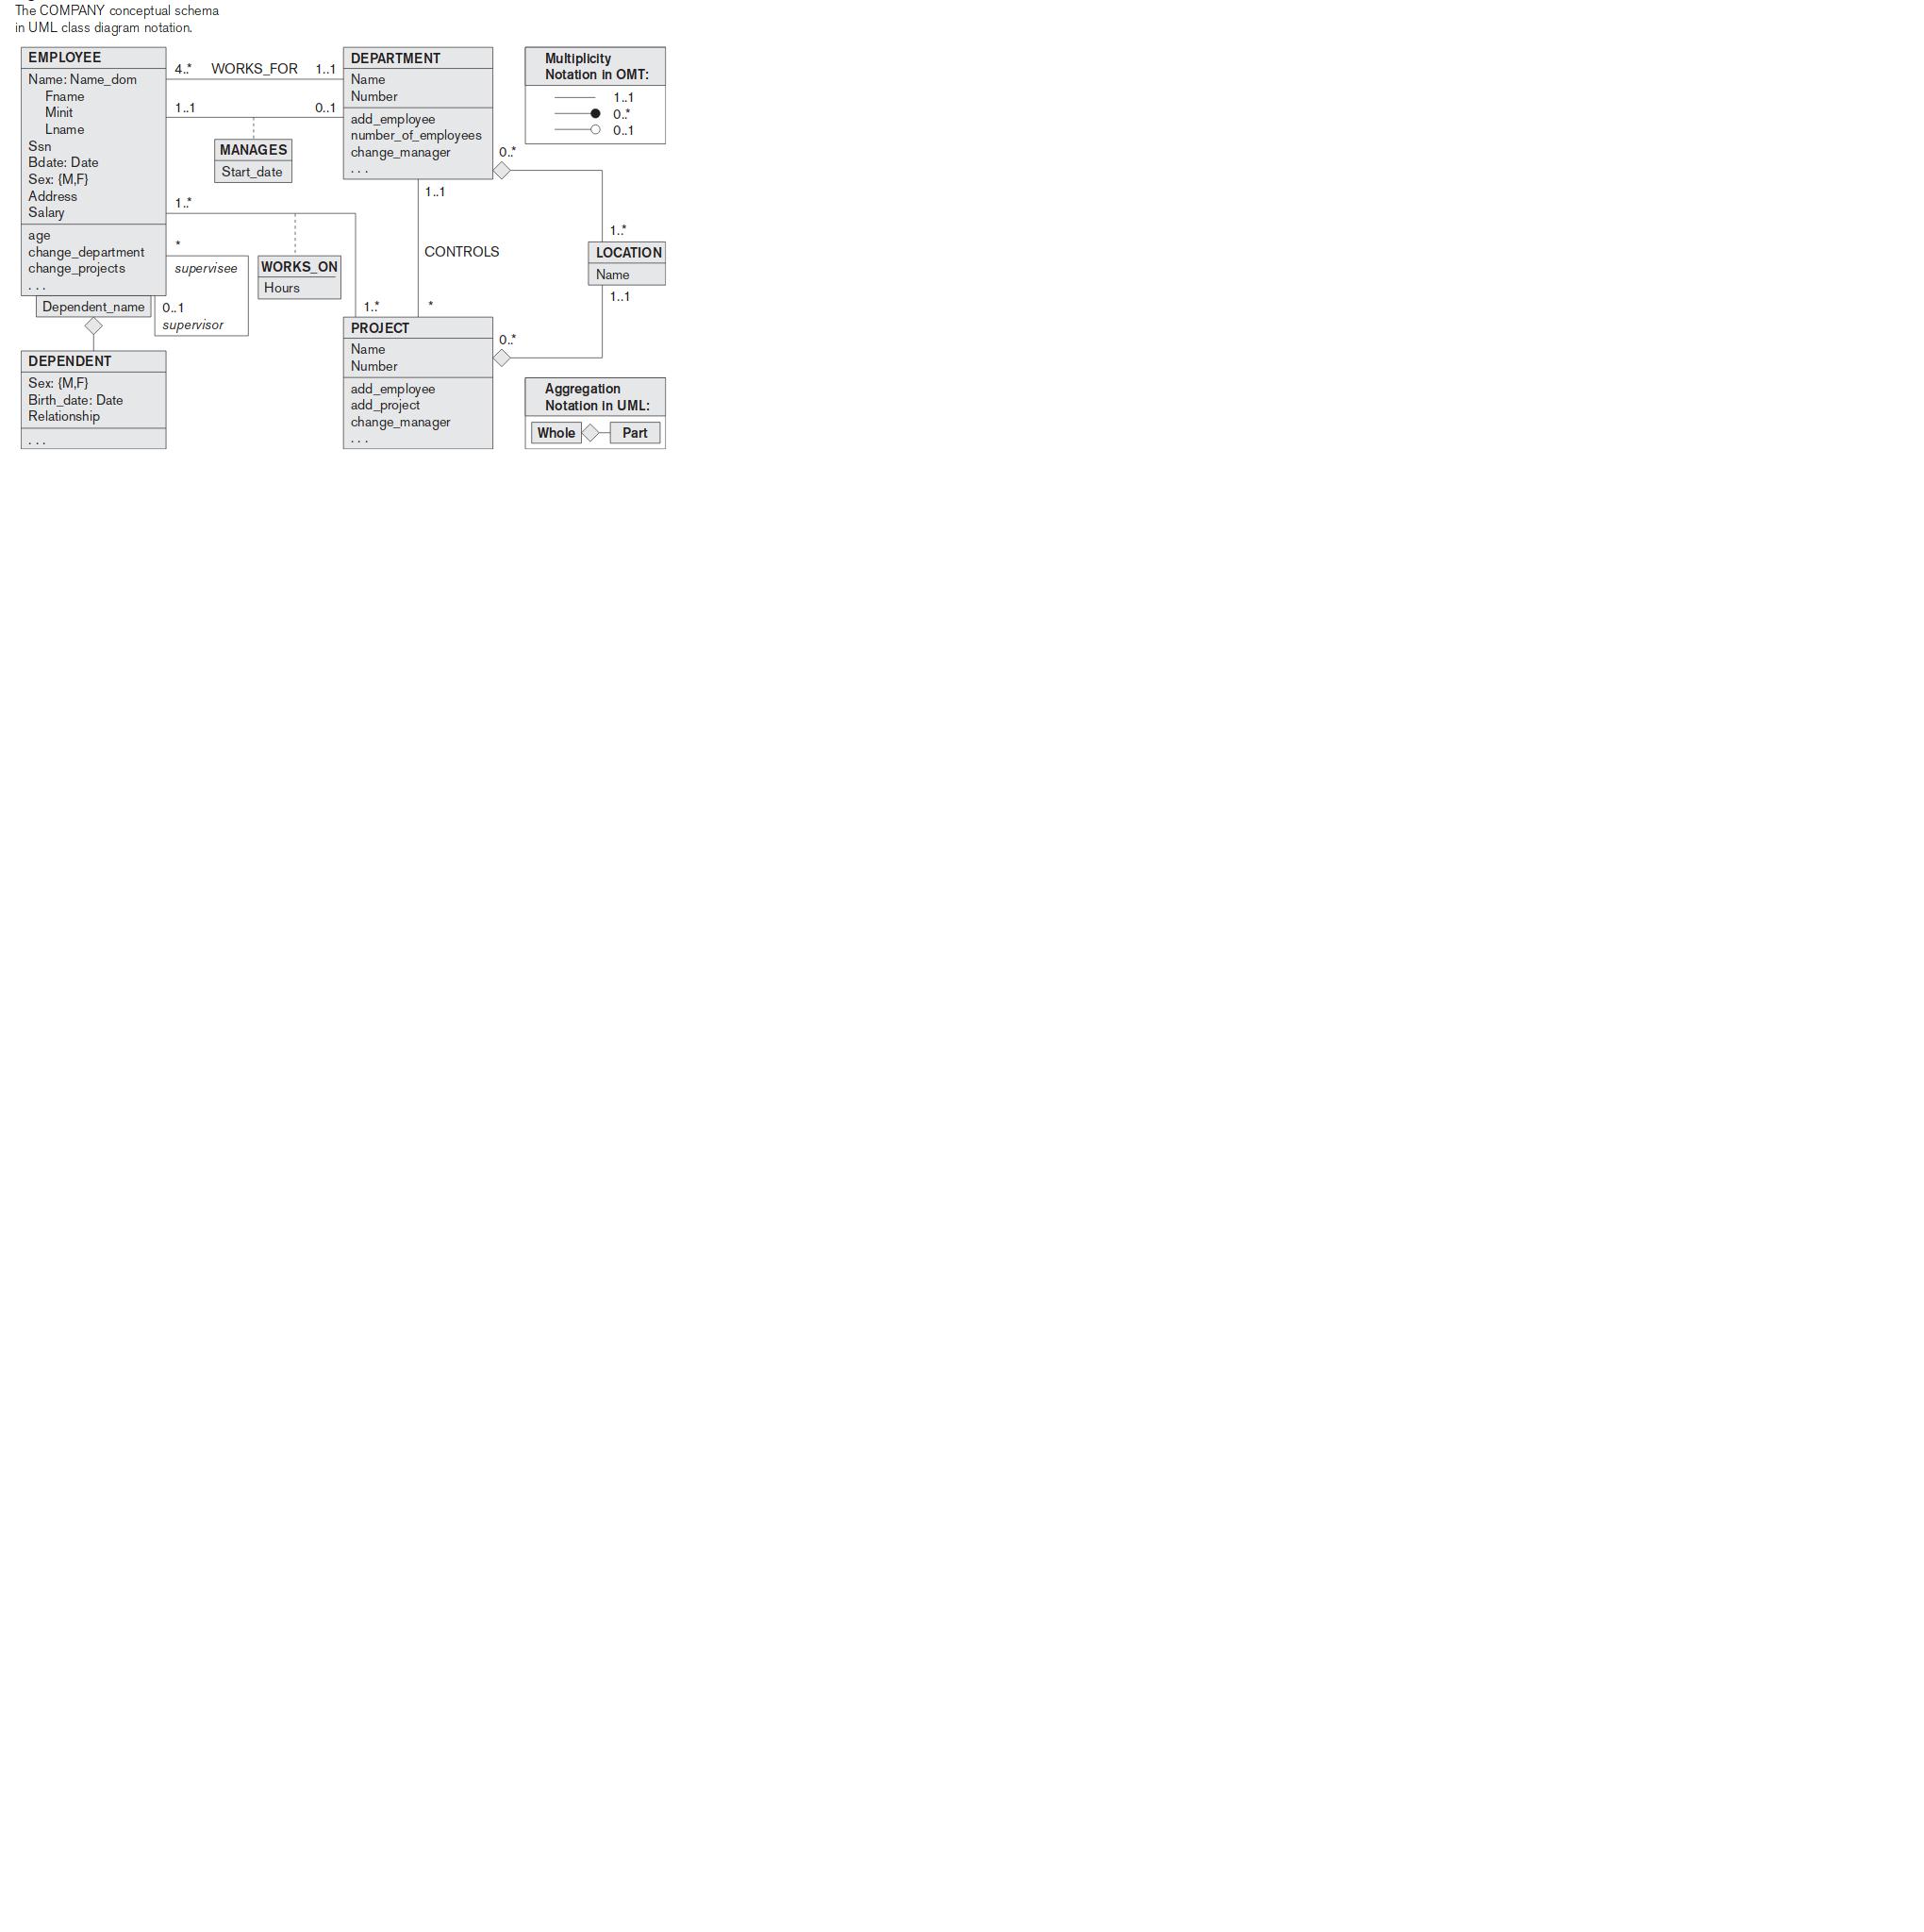 The COMPANY conceptual schema
in UML class diagram notation.
EMPLOYEE
Name: Name_dom
Fname
Minit
Lname
Ssn
Bdate: Date
Sex: {M,F}
Address
Salary
age
change_department
change_projects
. . .
Dependent_name
DEPENDENT
Sex: {M,F}
Birth_date: Date
Relationship
. . .
4..* WORKS_FOR 1..1
1..1 0..1
MANAGES
Start_date
1..*
*
supervisee
0..1
supervisor
WORKS_ON
Hours
1..*
DEPARTMENT
Name
Number
add_employee
number_of_employees
change_manager
. . .
1..1
CONTROLS
*
PROJECT
Name
Number
add_employee
add_project
change_manager
. . .
Multiplicity
Notation in OMT:
1..1
0..*
0..1
0..*
1..*
LOCATION
Name
1..1
0..*
Aggregation
Notation in UML:
Whole Part